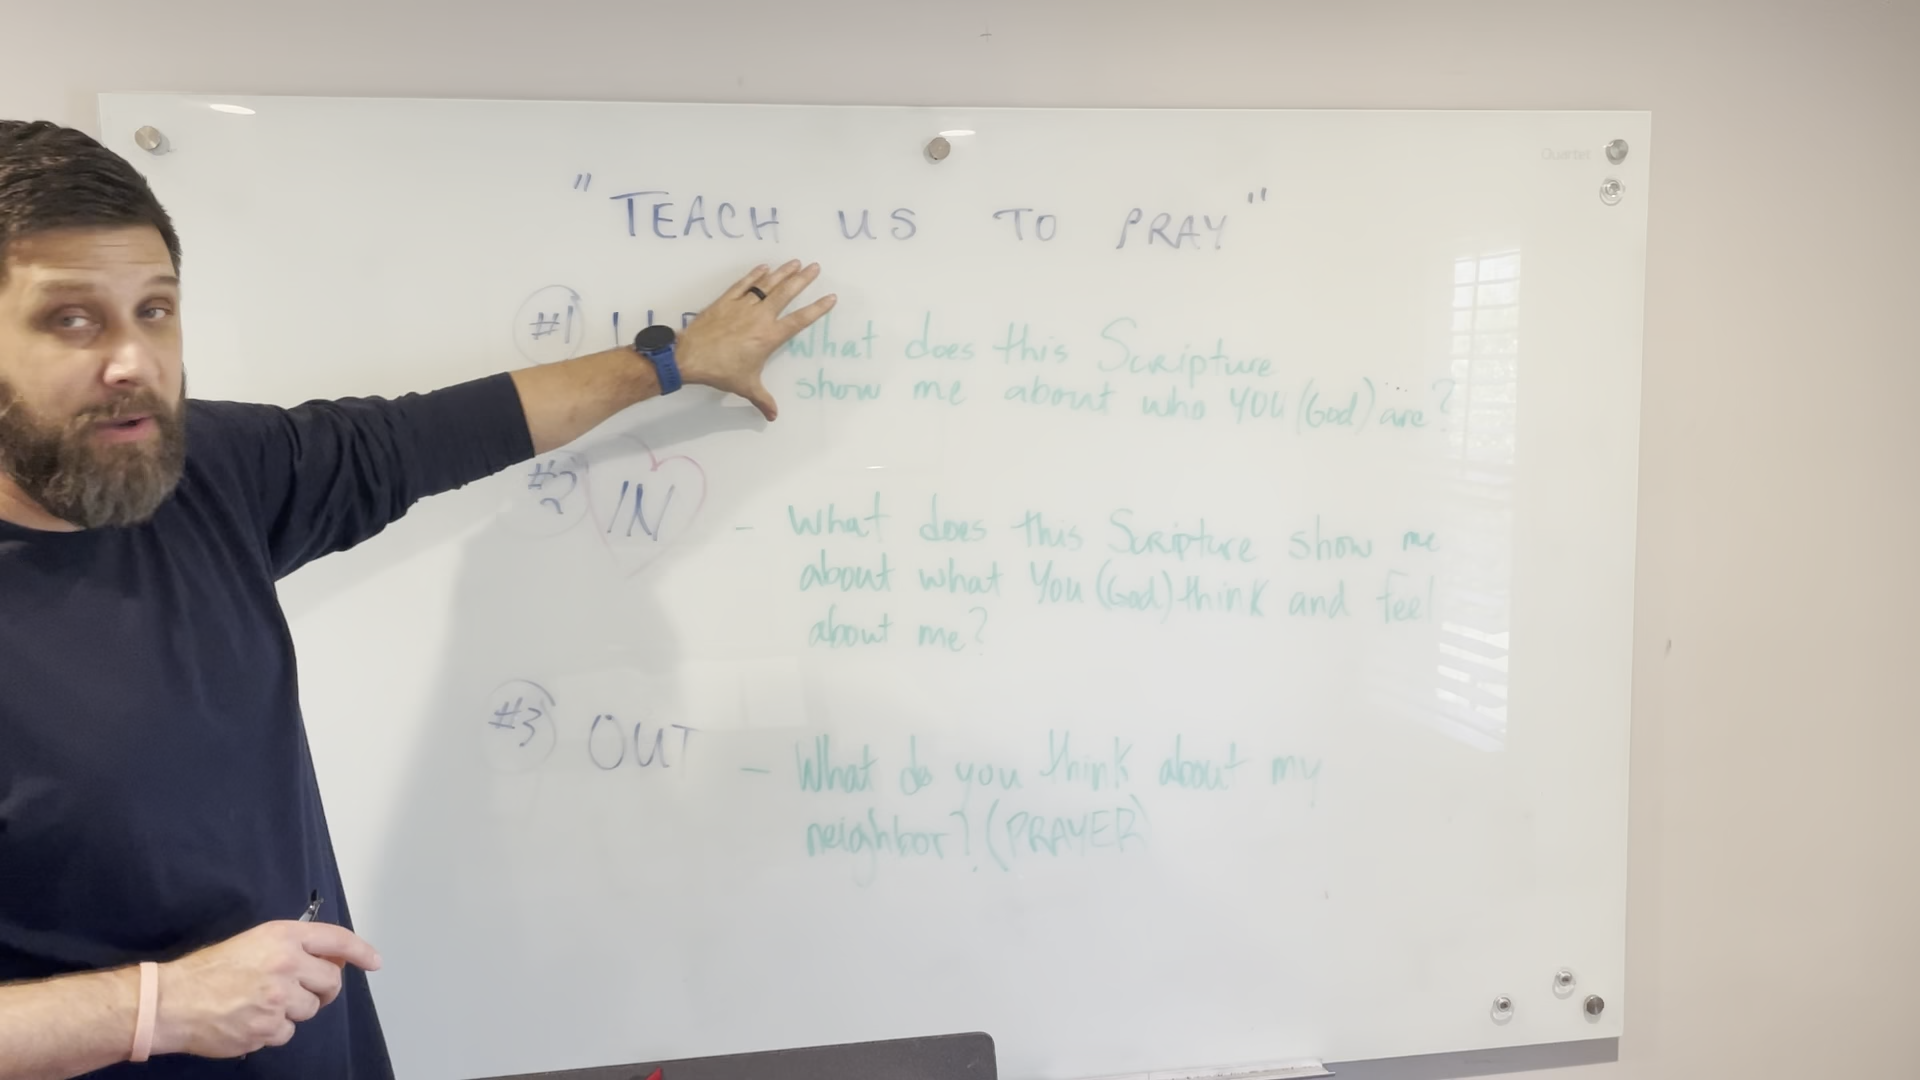 Quartet
"TEACH US TO PRAY"
#1
What does this Scripture
show me about who YOU (God) are?
#2 IN
- What does this Scripture show me
about what You (God) think and feel
about me?
#3 OUT
- What do you think about my
neighbor? (PRAYER)